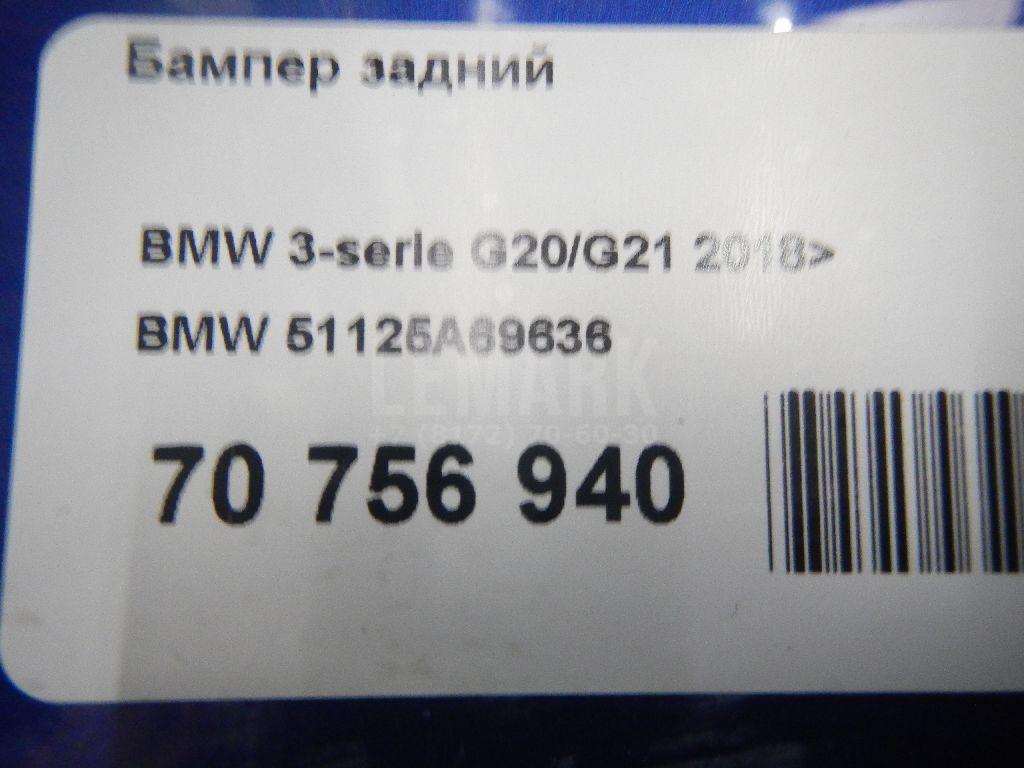 Бампер задний
BMW 3-serie G20/G21 2018>
BMW 51125A69636
LEMARK
+7 (8172) 70-60-30
70 756 940